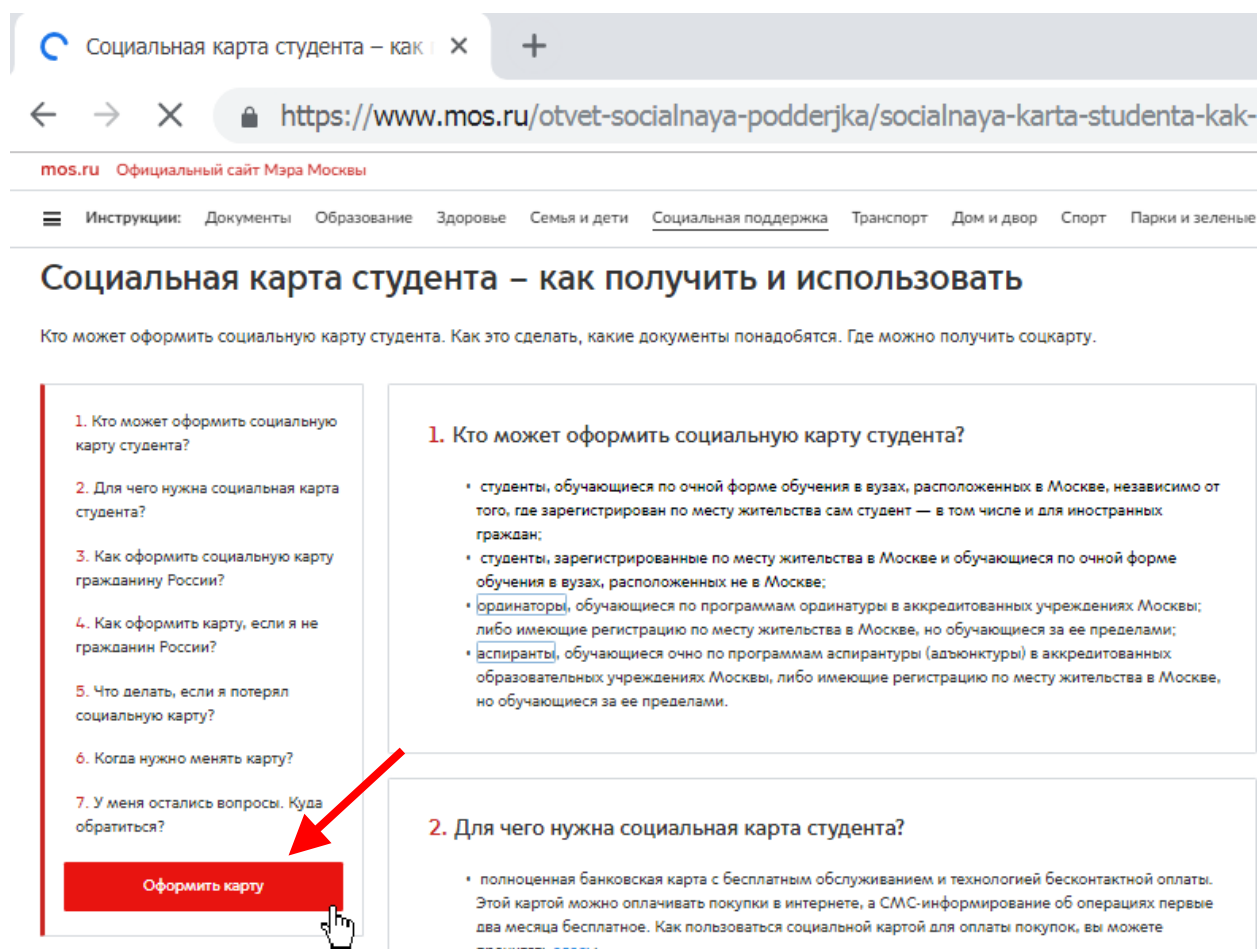 Социальная карта студента – как
https://www.mos.ru/otvet-socialnaya-podderjka/socialnaya-karta-studenta-kak-
mos.ru Официальный сайт Мэра Москвы
Инструкции: Документы Образование Здоровье Семья и дети Социальная поддержка Транспорт Дом и двор Спорт Парки и зеленые
Социальная карта студента – как получить и использовать
Кто может оформить социальную карту студента. Как это сделать, какие документы понадобятся. Где можно получить соцкарту.
1. Кто может оформить социальную
карту студента?
2. Для чего нужна социальная карта
студента?
3. Как оформить социальную карту
гражданину России?
4. Как оформить карту, если я не
гражданин России?
5. Что делать, если я потерял
социальную карту?
6. Когда нужно менять карту?
7. У меня остались вопросы. Куда
обратиться?
Оформить карту
1. Кто может оформить социальную карту студента?
• студенты, обучающиеся по очной форме обучения в вузах, расположенных в Москве, независимо от
того, где зарегистрирован по месту жительства сам студент — в том числе и для иностранных
граждан;
• студенты, зарегистрированные по месту жительства в Москве и обучающиеся по очной форме
обучения в вузах, расположенных не в Москве;
• ординаторы, обучающиеся по программам ординатуры в аккредитованных учреждениях Москвы;
либо имеющие регистрацию по месту жительства в Москве, но обучающиеся за ее пределами;
• аспиранты, обучающиеся очно по программам аспирантуры (адъюнктуры) в аккредитованных
образовательных учреждениях Москвы, либо имеющие регистрацию по месту жительства в Москве,
но обучающиеся за ее пределами.
2. Для чего нужна социальная карта студента?
• полноценная банковская карта с бесплатным обслуживанием и технологией бесконтактной оплаты.
Этой картой можно оплачивать покупки в интернете, а СМС-информирование об операциях первые
два месяца бесплатное. Как пользоваться социальной картой для оплаты покупок, вы можете